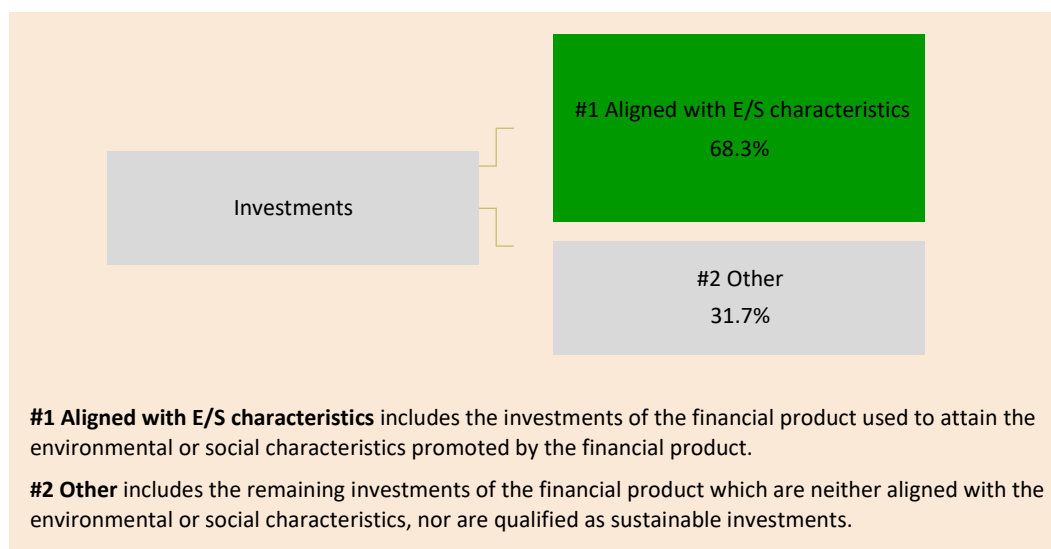 #1 Aligned with E/S characteristics
68.3%
Investments
#2 Other
31.7%
#1 Aligned with E/S characteristics includes the investments of the financial product used to attain the
environmental or social characteristics promoted by the financial product.
#2 Other includes the remaining investments of the financial product which are neither aligned with the
environmental or social characteristics, nor are qualified as sustainable investments.